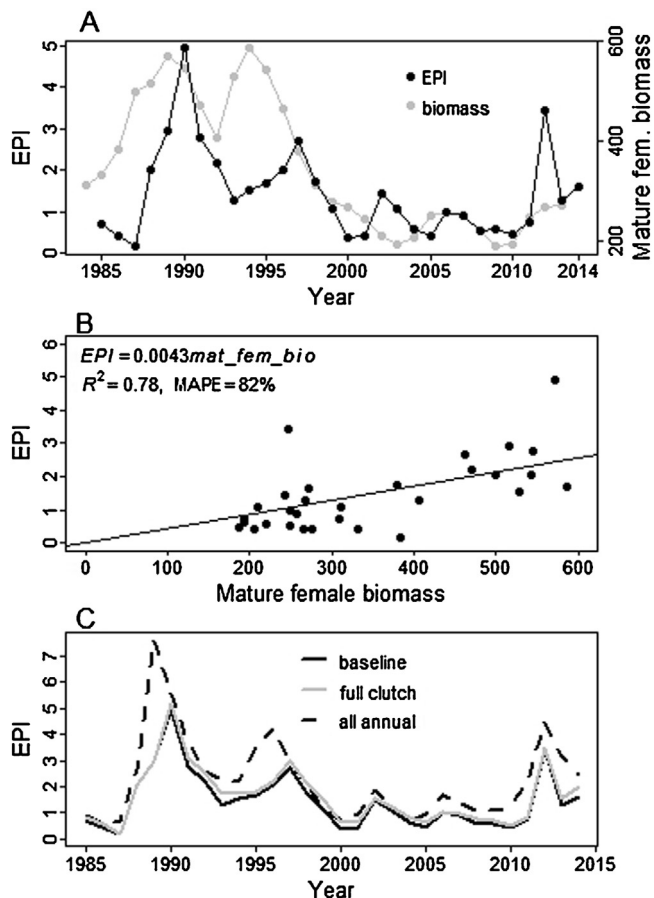 A
EPI
biomass
EPI
Mature fem. biomass
0 1 2 3 4 5
200 400 600
1985 1990 1995 2000 2005 2010 2014
Year
B
EPI = 0.0043mat_fem_bio
R² = 0.78, MAPE = 82%
EPI
0 1 2 3 4 5 6
0 100 200 300 400 500 600
Mature female biomass
C
baseline
full clutch
all annual
EPI
0 1 2 3 4 5 6 7
1985 1990 1995 2000 2005 2010 2015
Year